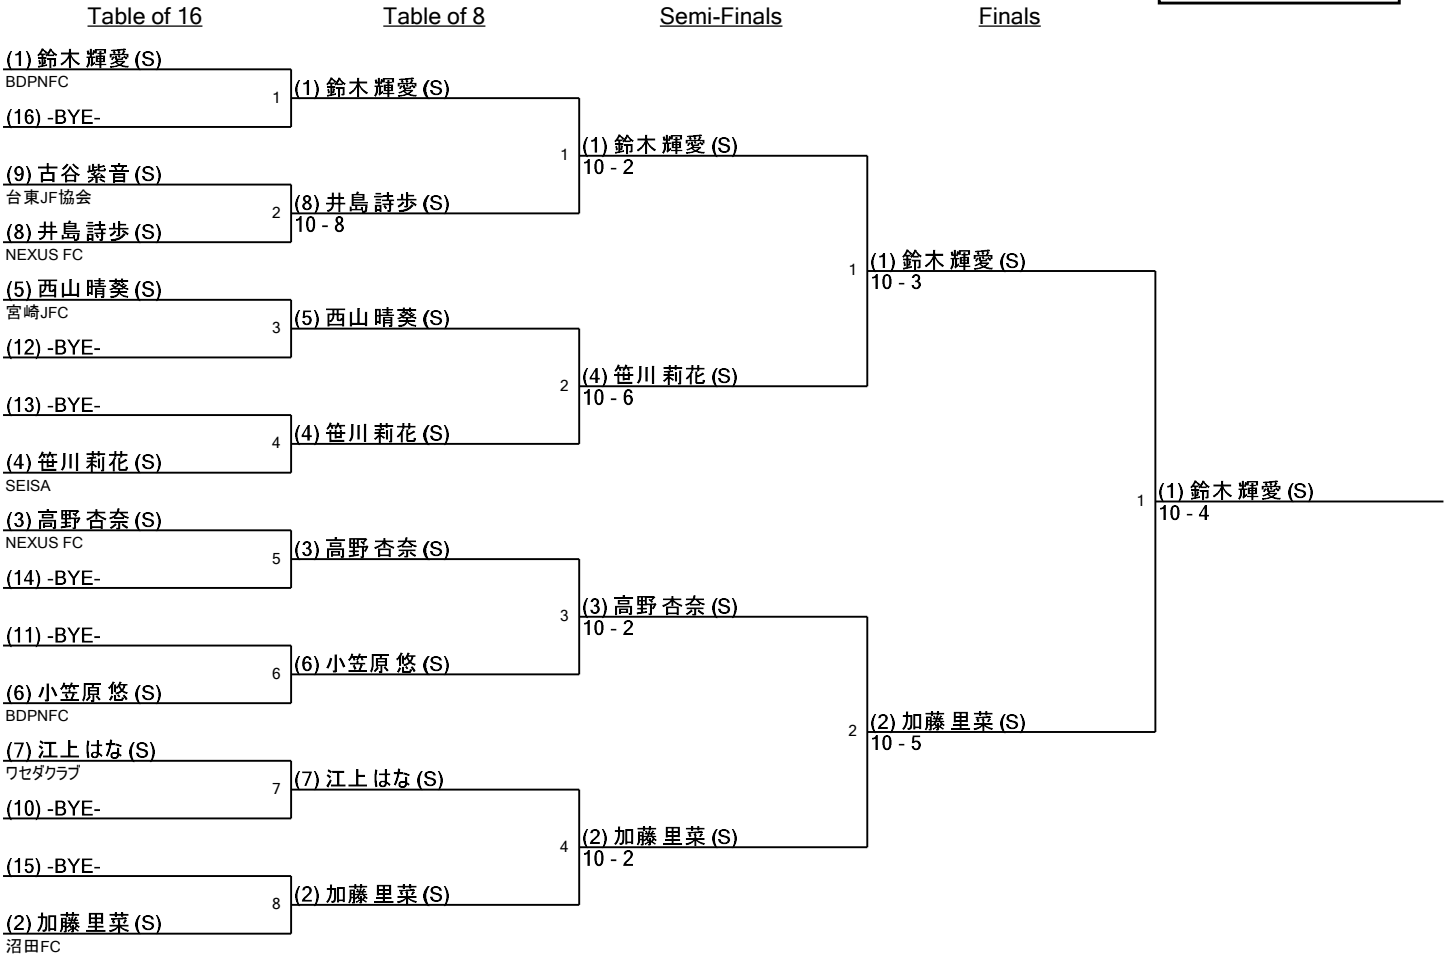 Table of 16
Table of 8
Semi-Finals
Finals
(1) 鈴木 輝愛 (S)
BDPNFC
1
(16) -BYE-
(1) 鈴木 輝愛 (S)
(9) 古谷 紫音 (S)
台東JF協会
2
(8) 井島 詩歩 (S)
NEXUS FC
(8) 井島 詩歩 (S)
10 - 8
1
(1) 鈴木 輝愛 (S)
10 - 2
(5) 西山 晴葵 (S)
宮崎JFC
3
(12) -BYE-
(5) 西山 晴葵 (S)
(13) -BYE-
4
(4) 笹川 莉花 (S)
SEISA
(4) 笹川 莉花 (S)
2
(4) 笹川 莉花 (S)
10 - 6
1
(1) 鈴木 輝愛 (S)
10 - 3
(3) 高野 杏奈 (S)
NEXUS FC
5
(14) -BYE-
(3) 高野 杏奈 (S)
(11) -BYE-
6
(6) 小笠原 悠 (S)
BDPNFC
(6) 小笠原 悠 (S)
3
(3) 高野 杏奈 (S)
10 - 2
(7) 江上 はな (S)
ワセダクラブ
7
(10) -BYE-
(7) 江上 はな (S)
(15) -BYE-
8
(2) 加藤 里菜 (S)
沼田FC
(2) 加藤 里菜 (S)
4
(2) 加藤 里菜 (S)
10 - 2
2
(2) 加藤 里菜 (S)
10 - 5
1
(1) 鈴木 輝愛 (S)
10 - 4